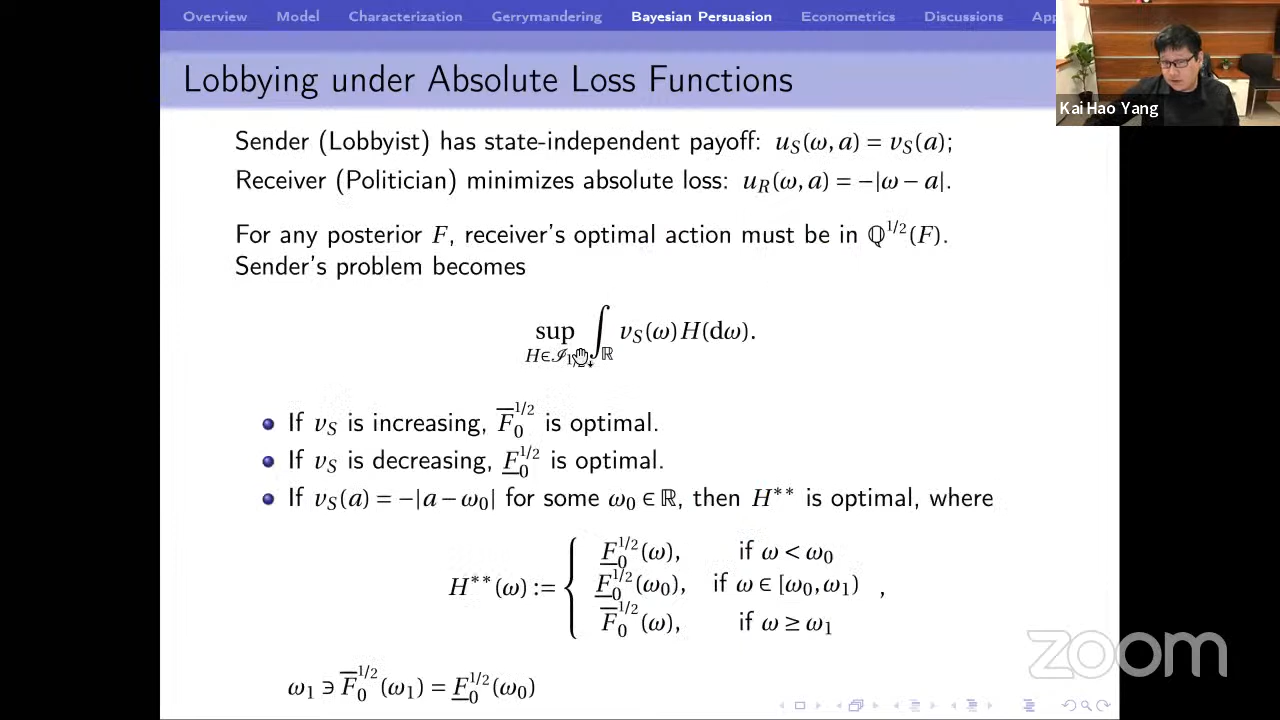 Overview Model Characterization Gerrymandering Bayesian Persuasion Econometrics Discussions App
Kai Hao Yang
Lobbying under Absolute Loss Functions
Sender (Lobbyist) has state-independent payoff: u_S(ω, a) = v_S(a);
Receiver (Politician) minimizes absolute loss: u_R(ω, a) = −|ω − a|.
For any posterior F, receiver's optimal action must be in ℚ^{1/2}(F).
Sender's problem becomes
sup ∫_ℝ v_S(ω)H(dω).
H∈ℐ
• If v_S is increasing, F̅_0^{1/2} is optimal.
• If v_S is decreasing, F̲_0^{1/2} is optimal.
• If v_S(a) = −|a − ω_0| for some ω_0 ∈ ℝ, then H** is optimal, where
H**(ω) := {
F̲_0^{1/2}(ω), if ω < ω_0
F̲_0^{1/2}(ω_0), if ω ∈ [ω_0, ω_1)
F̅_0^{1/2}(ω), if ω ≥ ω_1
,
ω_1 ∋ F̅_0^{1/2}(ω_1) = F̲_0^{1/2}(ω_0)
zoom